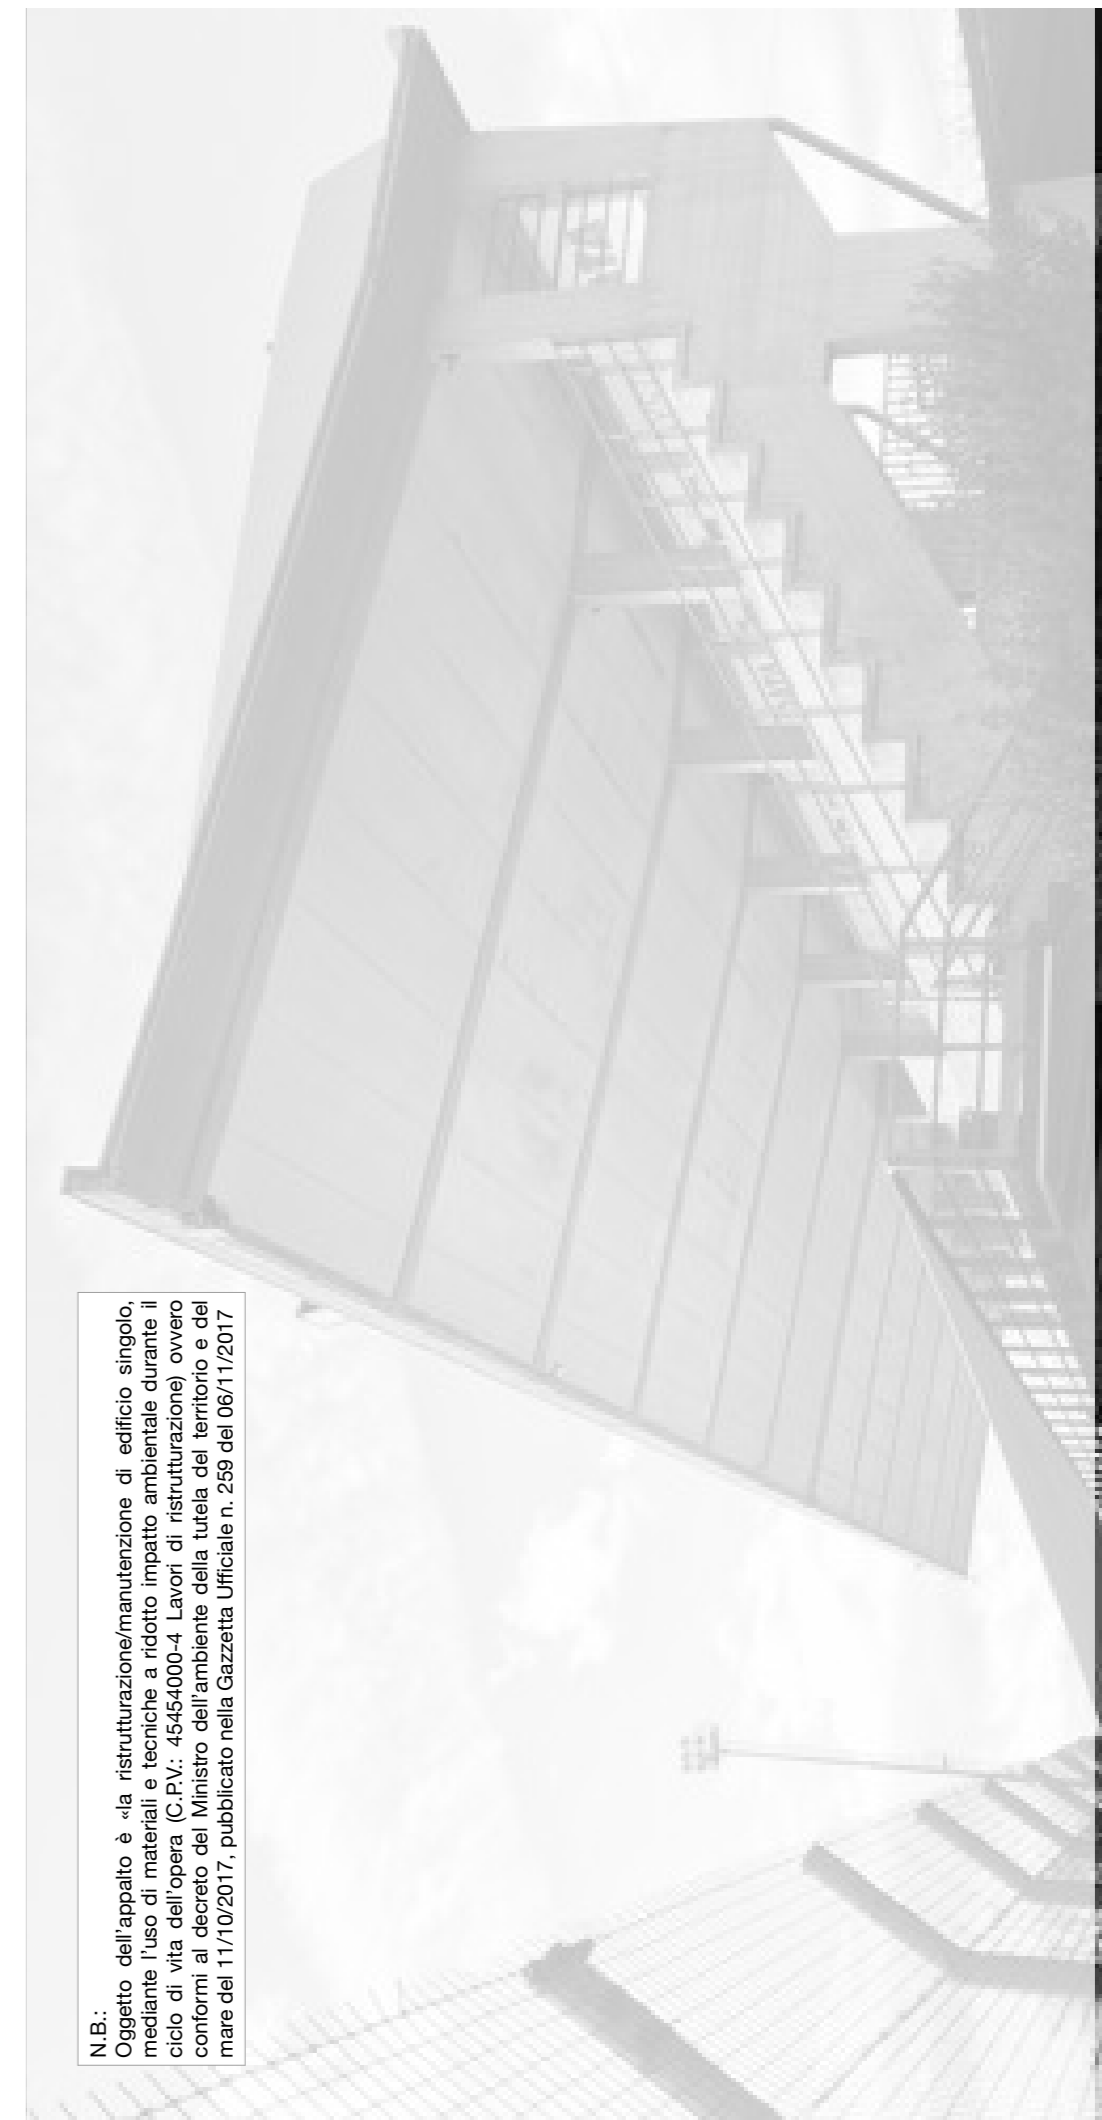 N.B.:
Oggetto dell'appalto è «la ristrutturazione/manutenzione di edificio singolo,
mediante l'uso di materiali e tecniche a ridotto impatto ambientale durante il
ciclo di vita dell'opera (C.P.V.: 45454000-4 Lavori di ristrutturazione) ovvero
conformi al decreto del Ministro dell'ambiente della tutela del territorio e del
mare del 11/10/2017, pubblicato nella Gazzetta Ufficiale n. 259 del 06/11/2017